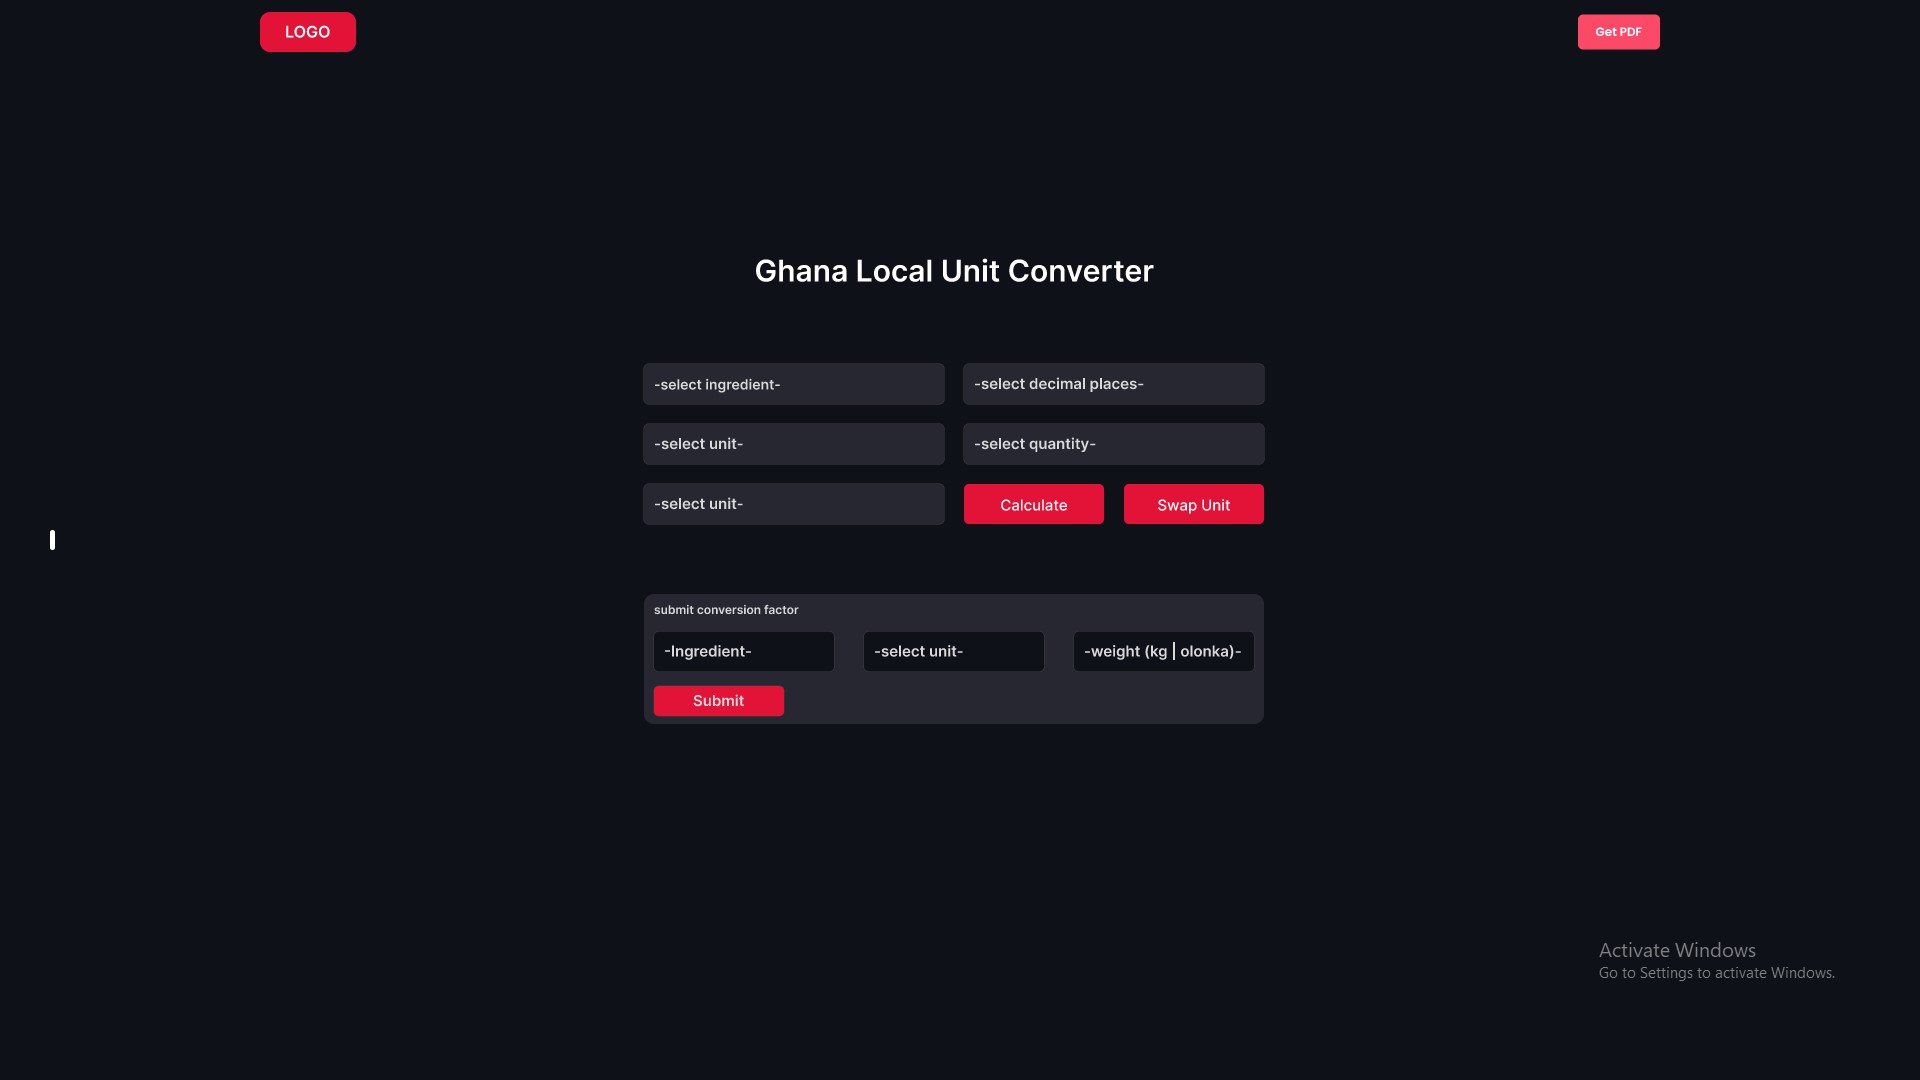 LOGO
Get PDF
Ghana Local Unit Converter
-select ingredient-
-select decimal places-
-select unit-
-select quantity-
-select unit-
Calculate
Swap Unit
submit conversion factor
-Ingredient-
-select unit-
-weight (kg | olonka)-
Submit
Activate Windows
Go to Settings to activate Windows.